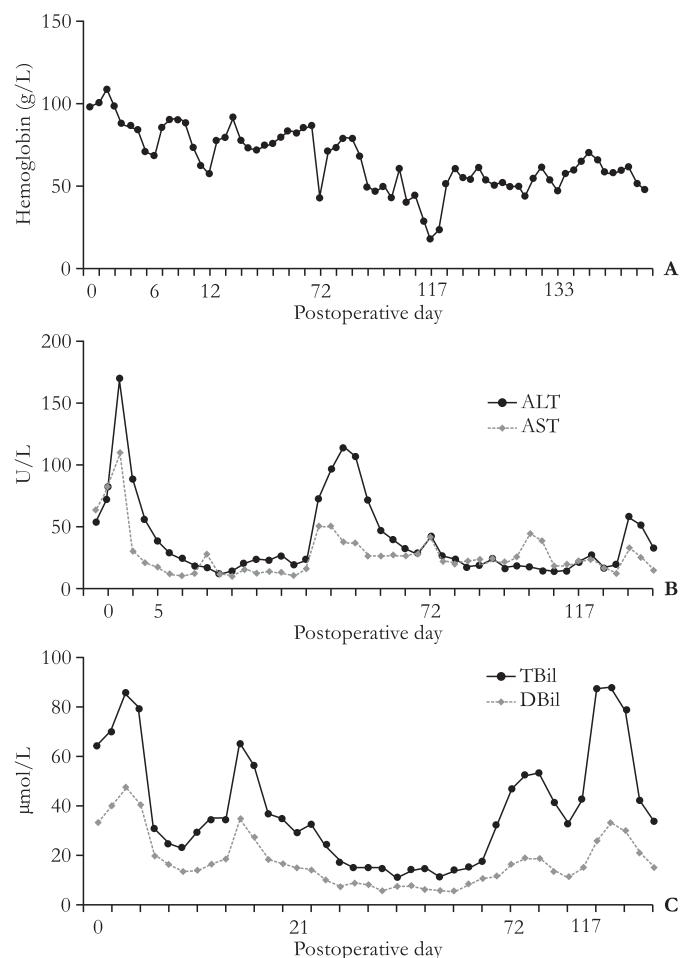 150
100
50
0
Hemoglobin (g/L)
0 6 12 72 117 133
Postoperative day
A
200
150
100
50
0
U/L
ALT
AST
0 5 72 117
Postoperative day
B
100
80
60
40
20
0
µmol/L
TBil
DBil
0 21 72 117
Postoperative day
C